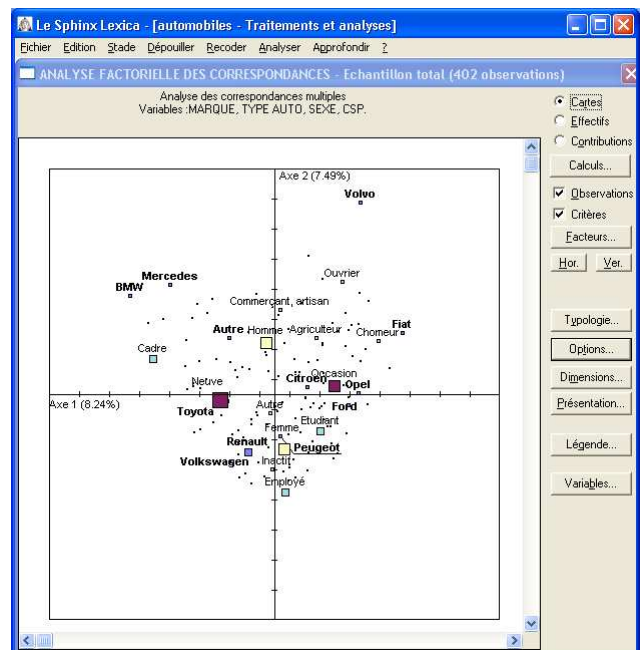 Le Sphinx Lexica - [automobiles - Traitements et analyses]
Fichier Edition Stade Dépouiller Recoder Analyser Approfondir ?
ANALYSE FACTORIELLE DES CORRESPONDANCES - Echantillon total (402 observations)
Analyse des correspondances multiples
Variables :MARQUE, TYPE AUTO, SEXE, CSP.
Cartes
Effectifs
Contributions
Calculs...
Observations
Critères
Facteurs...
Hor. Ver.
Typologie...
Options...
Dimensions...
Présentation...
Légende...
Variables...
Axe 2 (7.49%)
Volvo
Mercedes
Ouvrier
BMW
Commerçant, artisan
Autre Homme Agriculteur Fiat
Chomeur
Cadre
Neuve Citroën Occasion
Opel
Axe 1 (8.24%) Toyota Autre Ford
Etudiant
Femme
Renault Peugeot
Volkswagen Inactif
Employé